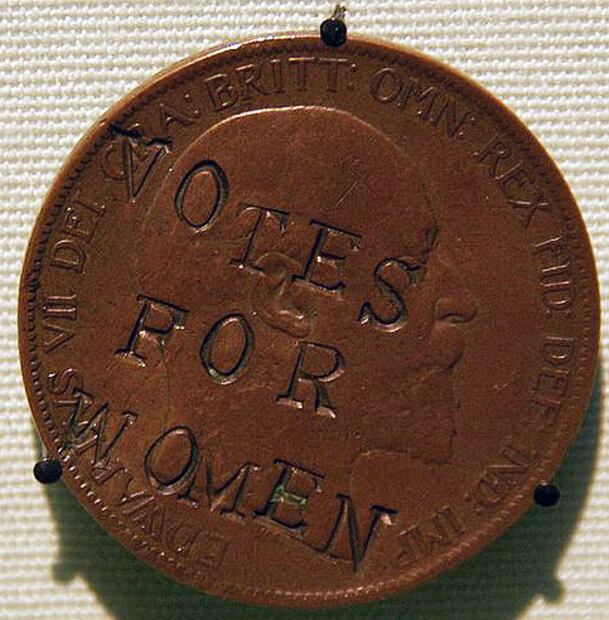 EDWARDVS VII DEI GRA: BRITT: OMN: REX FID: DEF: IND: IMP:
VOTES
FOR
WOMEN